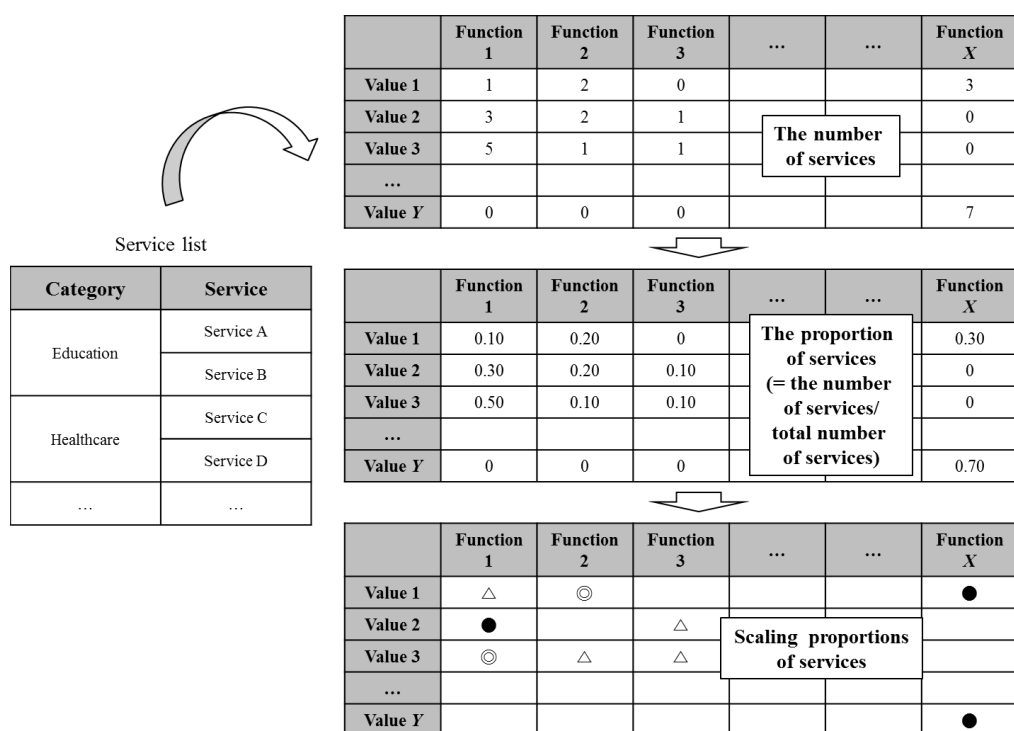 Function 1 Function 2 Function 3 … … Function X
Value 1 1 2 0 3
Value 2 3 2 1 0
Value 3 5 1 1 0
…
Value Y 0 0 0 7
The number
of services
Service list
Category Service
Education Service A
Service B
Healthcare Service C
Service D
… …
Function 1 Function 2 Function 3 … … Function X
Value 1 0.10 0.20 0 0.30
Value 2 0.30 0.20 0.10 0
Value 3 0.50 0.10 0.10 0
…
Value Y 0 0 0 0.70
The proportion
of services
(= the number
of services/
total number
of services)
Function 1 Function 2 Function 3 … … Function X
Value 1 △ ◎ ●
Value 2 ● △
Value 3 ◎ △ △
…
Value Y ●
Scaling proportions
of services